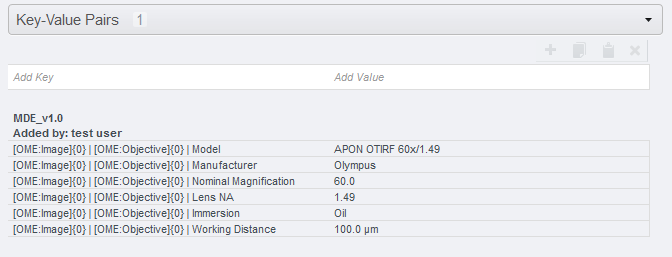 Key-Value Pairs 1
Add Key Add Value
MDE_v1.0
Added by: test user
[OME:Image]{0} | [OME:Objective]{0} | Model APON OTIRF 60x/1.49
[OME:Image]{0} | [OME:Objective]{0} | Manufacturer Olympus
[OME:Image]{0} | [OME:Objective]{0} | Nominal Magnification 60.0
[OME:Image]{0} | [OME:Objective]{0} | Lens NA 1.49
[OME:Image]{0} | [OME:Objective]{0} | Immersion Oil
[OME:Image]{0} | [OME:Objective]{0} | Working Distance 100.0 µm